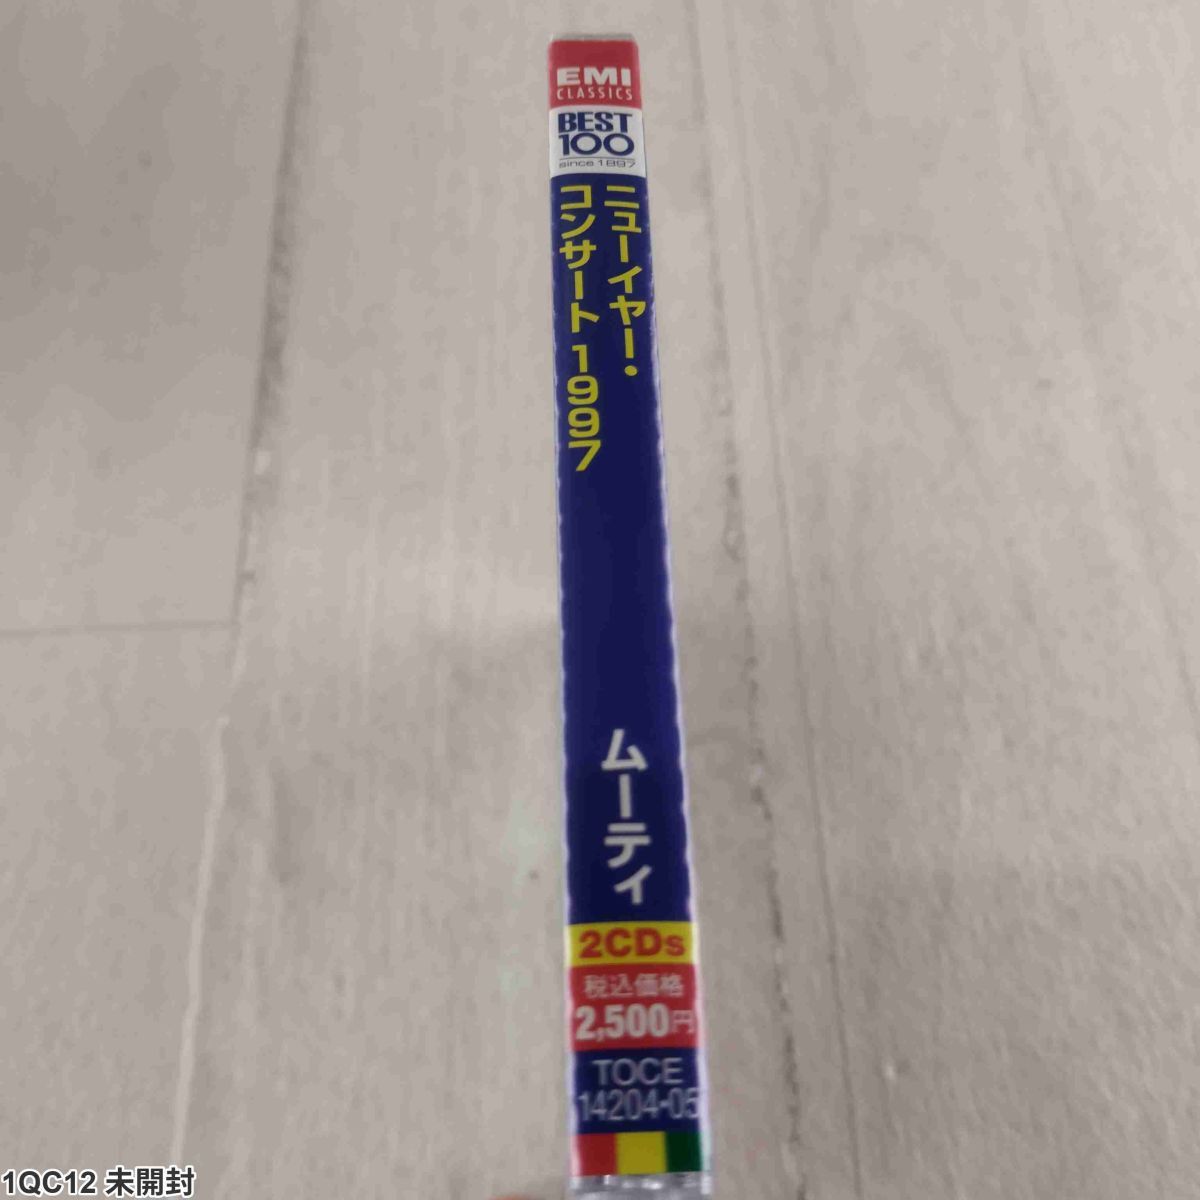 EMI
CLASSICS
BEST
100
since 1897
ニューイヤー・
コンサート 1997
ムーティ
2CDs
税込価格
2,500円
TOCE
14204-05
1QC12 未開封